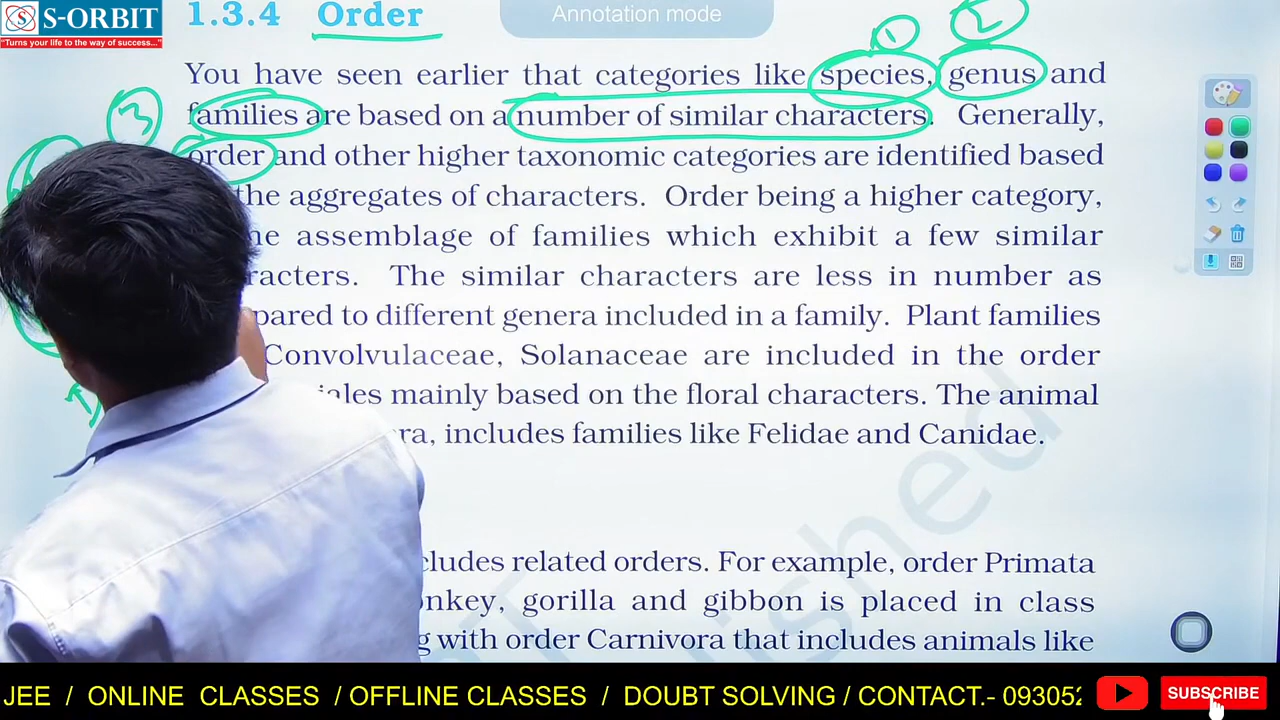 S-ORBIT
"Turns your life to the way of success..."
1.3.4 Order
Annotation mode
1
2
You have seen earlier that categories like species, genus and
3
families are based on a number of similar characters. Generally,
order and other higher taxonomic categories are identified based
the aggregates of characters. Order being a higher category,
assemblage of families which exhibit a few similar
The similar characters are less in number as
to different genera included in a family. Plant families
Convolvulaceae, Solanaceae are included in the order
mainly based on the floral characters. The animal
includes families like Felidae and Canidae.
related orders. For example, order Primata
gorilla and gibbon is placed in class
with order Carnivora that includes animals like
JEE / ONLINE CLASSES / OFFLINE CLASSES / DOUBT SOLVING / CONTACT.- 09305
SUBSCRIBE